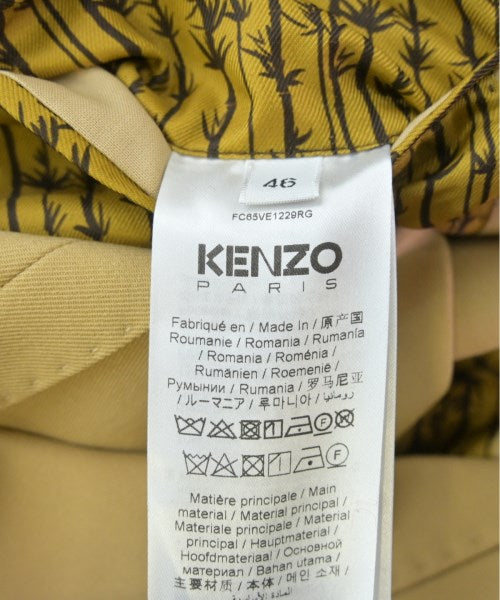 46
FC65VE1229RG
KENZO
PARIS
Fabriqué en / Made In / 原产国
Roumanie / Romania / Rumanía
/ Romania / Roménia /
Rumänien / Roemenië /
Румынии / Rumania / 罗马尼亚
/ ルーマニア / 루마니아 / رومانيا
Matière principale / Main
material / Material principal /
Materiale principale / Material
principal / Hauptmaterial /
Hoofdmateriaal / Основной
материал / Bahan utama /
主要材质 / 本体 / 메인 소재 /
المادة الأساسية